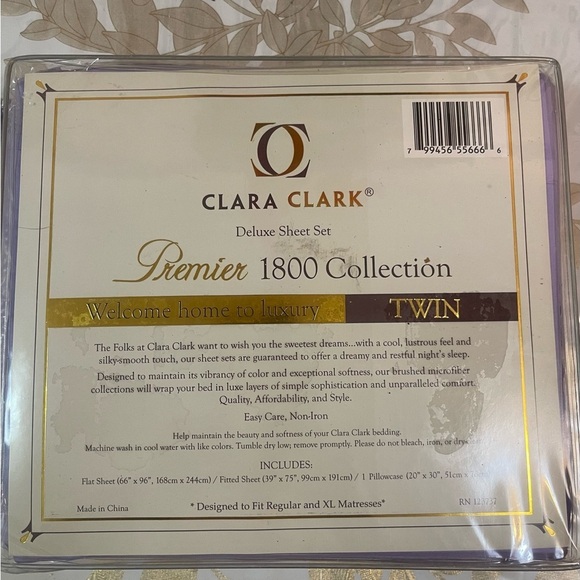 7 99456 55666 6
CLARA CLARK®
Deluxe Sheet Set
Premier 1800 Collection
Welcome home to luxury TWIN
The Folks at Clara Clark want to wish you the sweetest dreams...with a cool, lustrous feel and
silky-smooth touch, our sheet sets are guaranteed to offer a dreamy and restful night's sleep.
Designed to maintain its vibrancy of color and exceptional softness, our brushed microfiber
collections will wrap your bed in luxe layers of simple sophistication and unparalleled comfort.
Quality, Affordability, and Style.
Easy Care, Non-Iron
Help maintain the beauty and softness of your Clara Clark bedding.
Machine wash in cool water with like colors. Tumble dry low; remove promptly. Please do not bleach, iron, or
INCLUDES:
Flat Sheet (66" x 96", 168cm x 244cm) / Fitted Sheet (39" x 75", 99cm x 191cm) / 1 Pillowcase (20" x 30", 51cm x
Made in China *Designed to Fit Regular and XL Matresses* RN